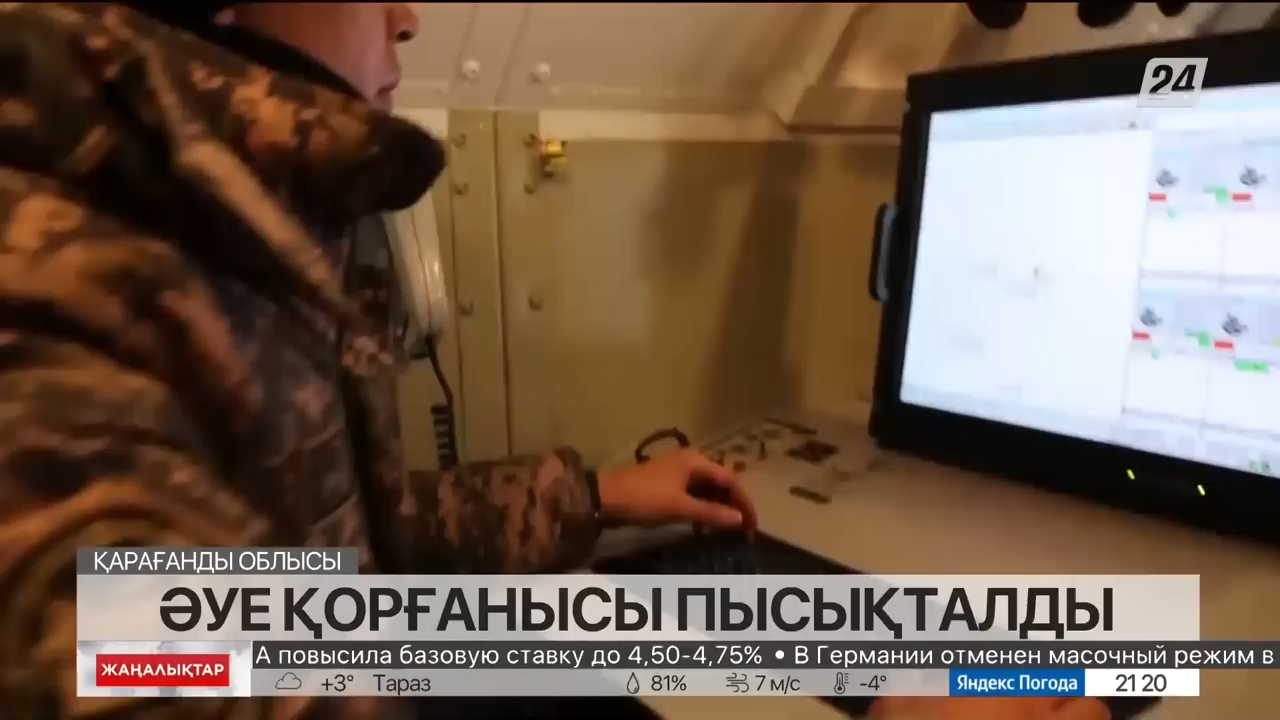 24
ҚАРАҒАНДЫ ОБЛЫСЫ
ӘУЕ ҚОРҒАНЫСЫ ПЫСЫҚТАЛДЫ
ЖАҢАЛЫҚТАР
А повысила базовую ставку до 4,50-4,75% • В Германии отменен масочный режим в
+3° Тараз 81% 7 м/с -4° Яндекс Погода 21 20